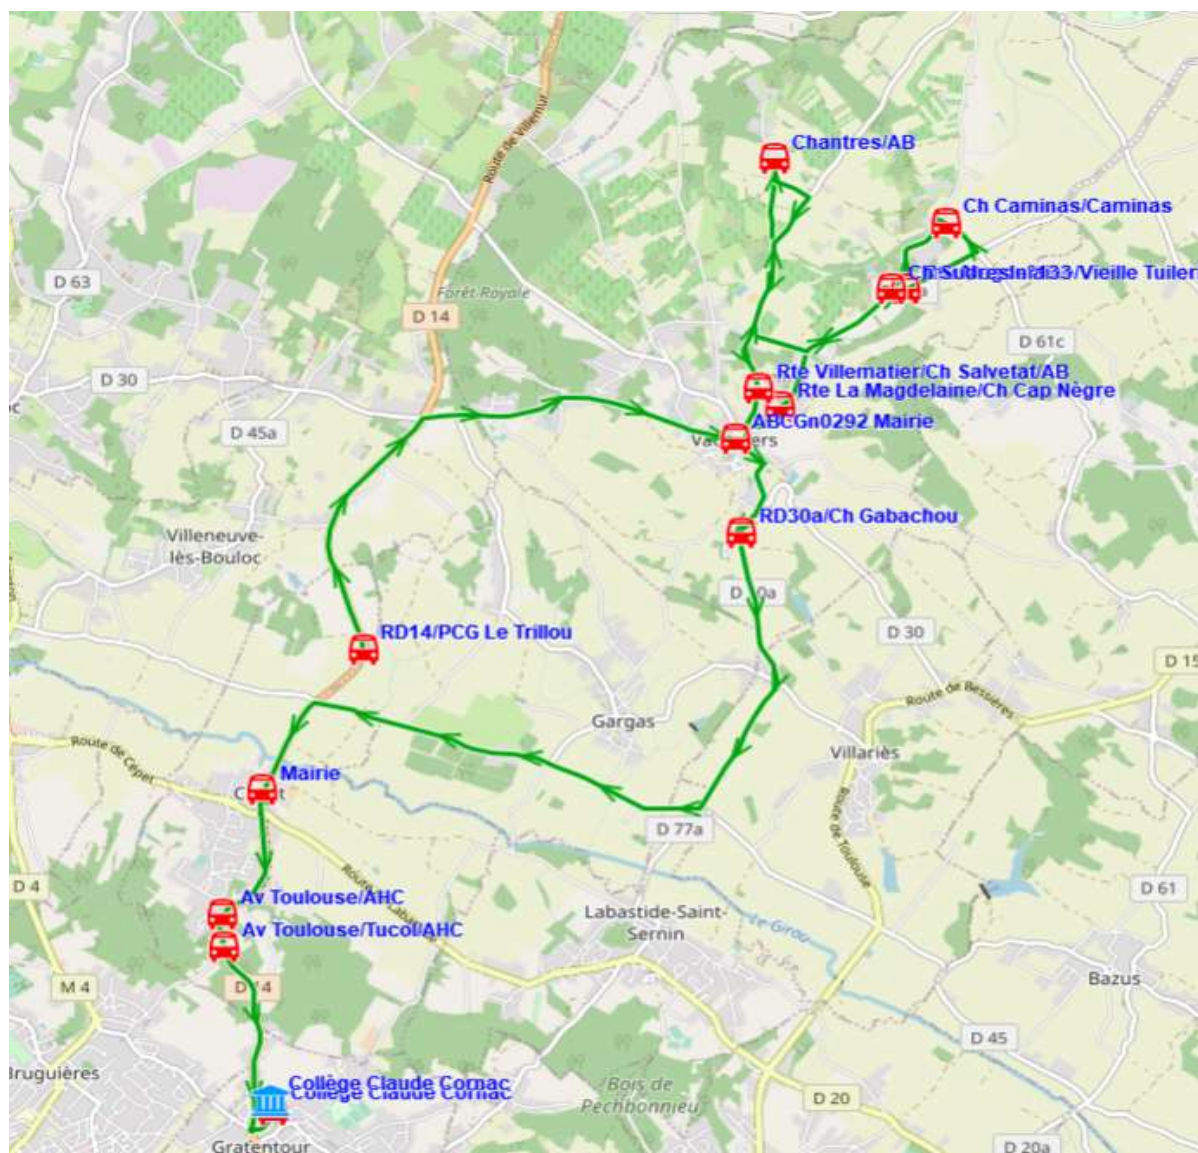 Route de Villemur
Chantres/AB
Ch Caminas/Caminas
D 63
Forêt Royale
D 14
D 61c
D 30
Rte Villematier/Ch Salvetat/AB
Rte La Magdelaine/Ch Cap Nègre
D 45a
ABCGn0292 Mairie
RD30a/Ch Gabachou
Villeneuve-
lès-Bouloc
RD14/PCG Le Trillou
D 30
D 15
Route de Bessières
Gargas
Route de Cépet
Villariès
Mairie
Route de Toulouse
D 77a
D 4
D 61
Av Toulouse/AHC
Labastide-Saint-
Sernin
Le Girou
Av Toulouse/Tucol/AHC
M 4
D 14
Bazus
D 45
Bruguières
Collège Claude Cornac
Collège Claude Cornac
Bois de
Pechbonnieu
D 20
Gratentour
D 20a